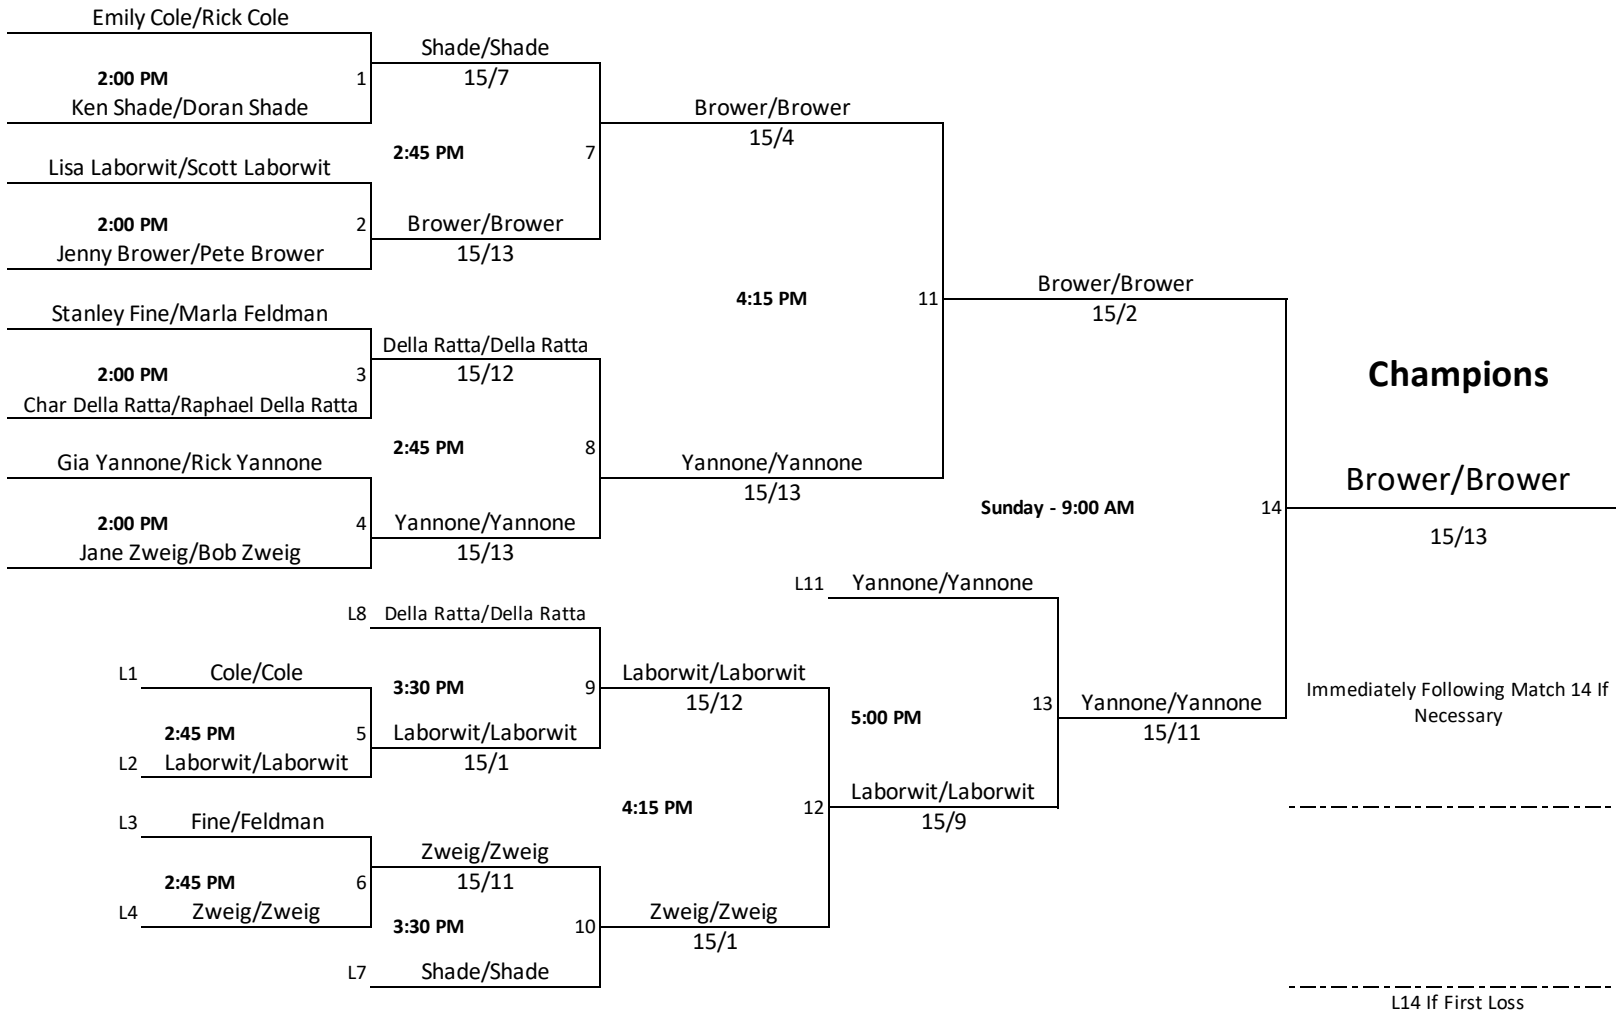 Emily Cole/Rick Cole
Shade/Shade
2:00 PM 1
15/7
Ken Shade/Doran Shade
Brower/Brower
15/4
2:45 PM 7
Lisa Laborwit/Scott Laborwit
2:00 PM 2
Brower/Brower
Jenny Brower/Pete Brower
15/13
Brower/Brower
4:15 PM 11
15/2
Stanley Fine/Marla Feldman
Della Ratta/Della Ratta
2:00 PM 3
15/12
Champions
Char Della Ratta/Raphael Della Ratta
2:45 PM 8
Gia Yannone/Rick Yannone
Yannone/Yannone
15/13
Brower/Brower
Sunday - 9:00 AM 14
2:00 PM 4
Yannone/Yannone
15/13
Jane Zweig/Bob Zweig
15/13
L11 Yannone/Yannone
L8 Della Ratta/Della Ratta
L1 Cole/Cole
3:30 PM 9
Laborwit/Laborwit
15/12
13
Yannone/Yannone
15/11
Immediately Following Match 14 If
Necessary
5:00 PM
2:45 PM 5
Laborwit/Laborwit
L2 Laborwit/Laborwit
15/1
Laborwit/Laborwit
4:15 PM 12
15/9
L3 Fine/Feldman
Zweig/Zweig
2:45 PM 6
15/11
L4 Zweig/Zweig
Zweig/Zweig
3:30 PM 10
15/1
L7 Shade/Shade
L14 If First Loss